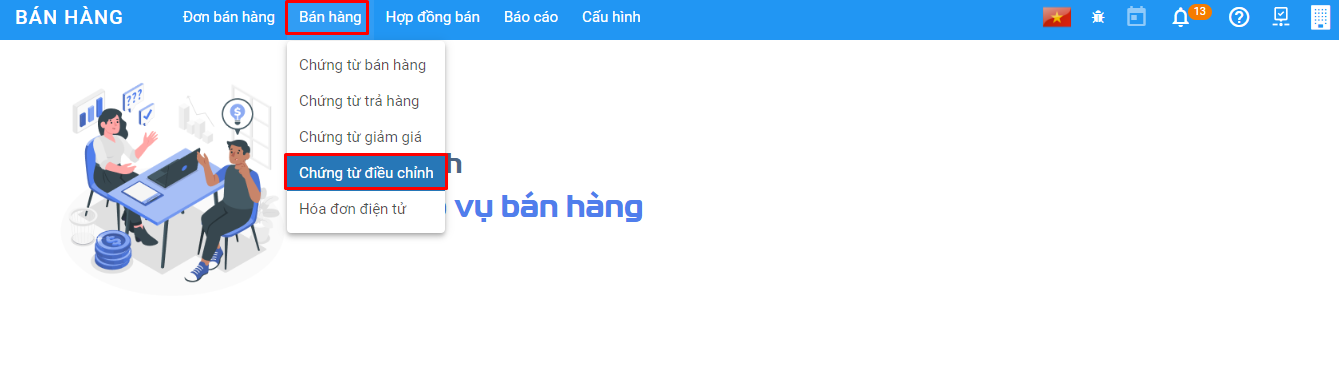 BÁN HÀNG Đơn bán hàng Bán hàng Hợp đồng bán Báo cáo Cấu hình 13
Chứng từ bán hàng
Chứng từ trả hàng
Chứng từ giảm giá
Chứng từ điều chỉnh
Hóa đơn điện tử
vụ bán hàng